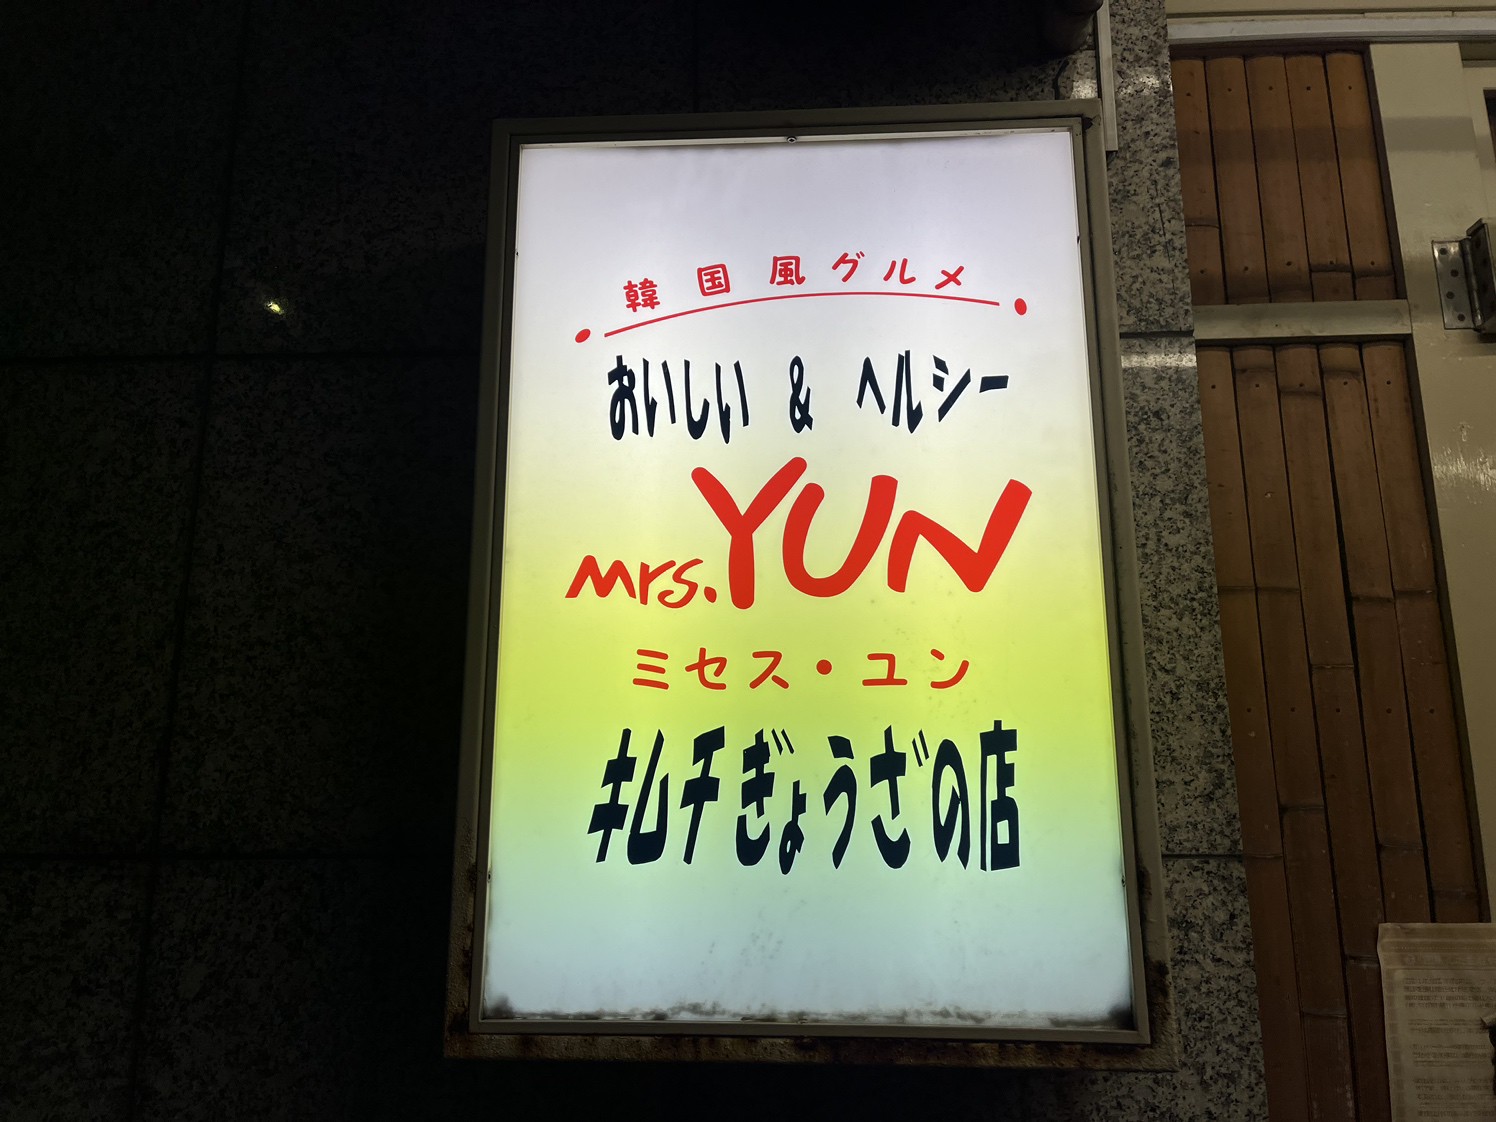 韓国風グルメ
おいしい & ヘルシー
Mrs. YUN
ミセス・ユン
キムチぎょうざの店